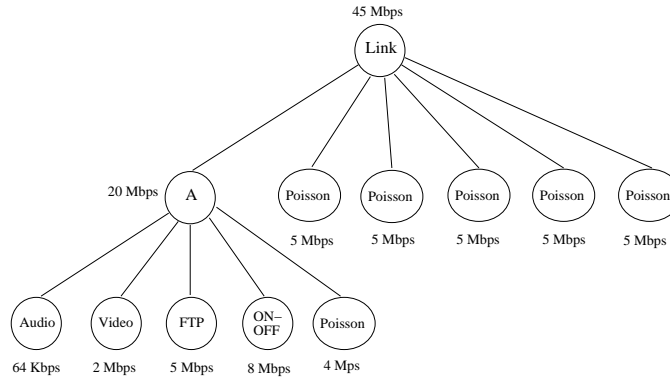 45 Mbps
Link
20 Mbps
A
Poisson
Poisson
Poisson
Poisson
Poisson
5 Mbps
5 Mbps
5 Mbps
5 Mbps
5 Mbps
Audio
Video
FTP
ON–
OFF
Poisson
64 Kbps
2 Mbps
5 Mbps
8 Mbps
4 Mps